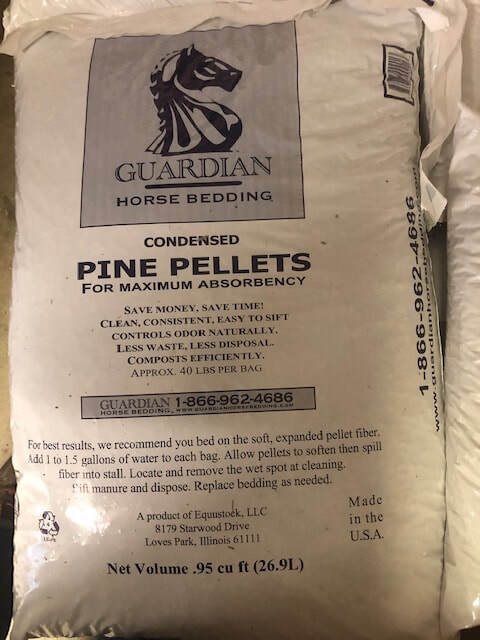 GUARDIAN
HORSE BEDDING
CONDENSED
PINE PELLETS
FOR MAXIMUM ABSORBENCY
SAVE MONEY, SAVE TIME!
CLEAN, CONSISTENT, EASY TO SIFT
CONTROLS ODOR NATURALLY.
LESS WASTE, LESS DISPOSAL.
COMPOSTS EFFICIENTLY.
APPROX. 40 LBS PER BAG
GUARDIAN 1-866-962-4686
HORSE BEDDING, WWW.GUARDIANHORSEBEDDING.COM
For best results, we recommend you bed on the soft, expanded pellet fiber.
Add 1 to 1.5 gallons of water to each bag. Allow pellets to soften then spill
fiber into stall. Locate and remove the wet spot at cleaning.
Sift manure and dispose. Replace bedding as needed.
A product of Equustock, LLC
8179 Starwood Drive
Loves Park, Illinois 61111
Made
in the
U.S.A.
Net Volume .95 cu ft (26.9L)
1-866-962-4686